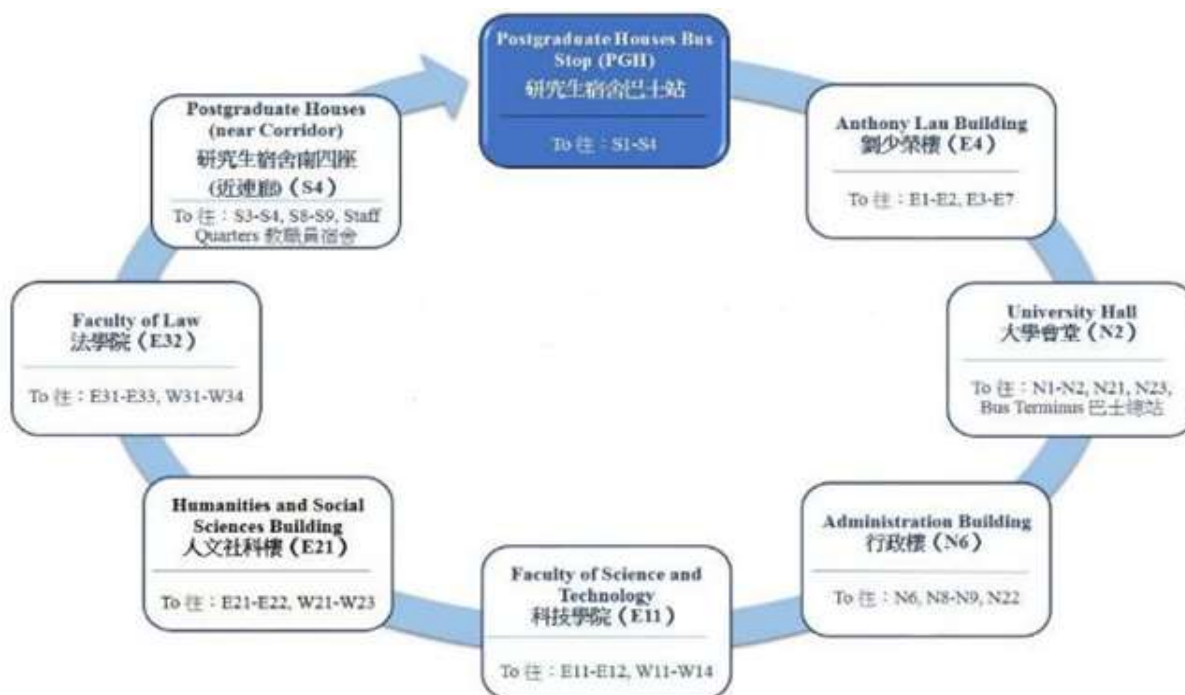 Postgraduate Houses Bus
Stop (PGH)
研究生宿舍巴士站
To 往：S1-S4
Anthony Lau Building
劉少榮樓（E4）
To 往：E1-E2, E3-E7
University Hall
大學會堂（N2）
To 往：N1-N2, N21, N23,
Bus Terminus 巴士總站
Administration Building
行政樓（N6）
To 往：N6, N8-N9, N22
Faculty of Science and
Technology
科技學院（E11）
To 往：E11-E12, W11-W14
Humanities and Social
Sciences Building
人文社科樓（E21）
To 往：E21-E22, W21-W23
Faculty of Law
法學院（E32）
To 往：E31-E33, W31-W34
Postgraduate Houses
(near Corridor)
研究生宿舍南四座
(近連廊)（S4）
To 往：S3-S4, S8-S9, Staff
Quarters 教職員宿舍